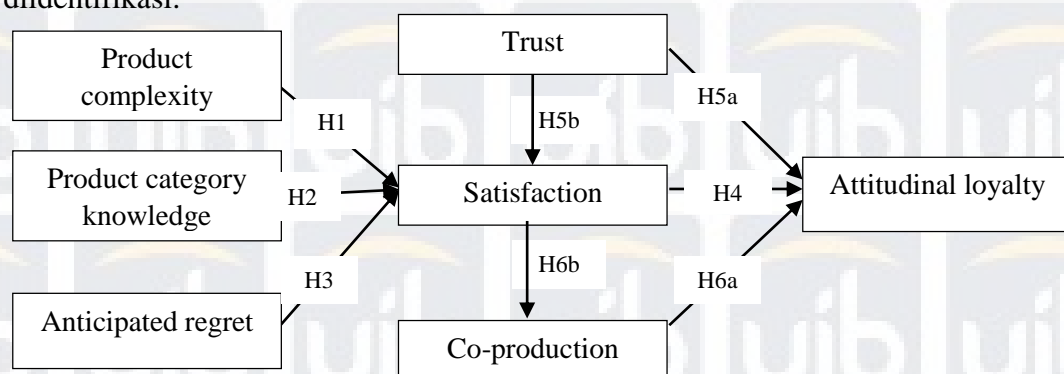 diidentifikasi.
Product
complexity
Trust
H1
H5b
H5a
Product category
knowledge
H2
Satisfaction
H4
Attitudinal loyalty
H3
H6b
H6a
Anticipated regret
Co-production